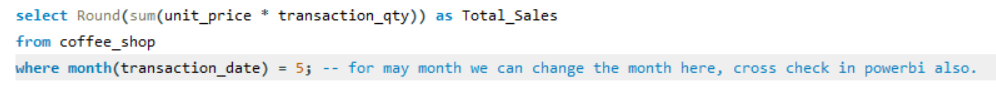 select Round(sum(unit_price * transaction_qty)) as Total_Sales
from coffee_shop
where month(transaction_date) = 5; -- for may month we can change the month here, cross check in powerbi also.